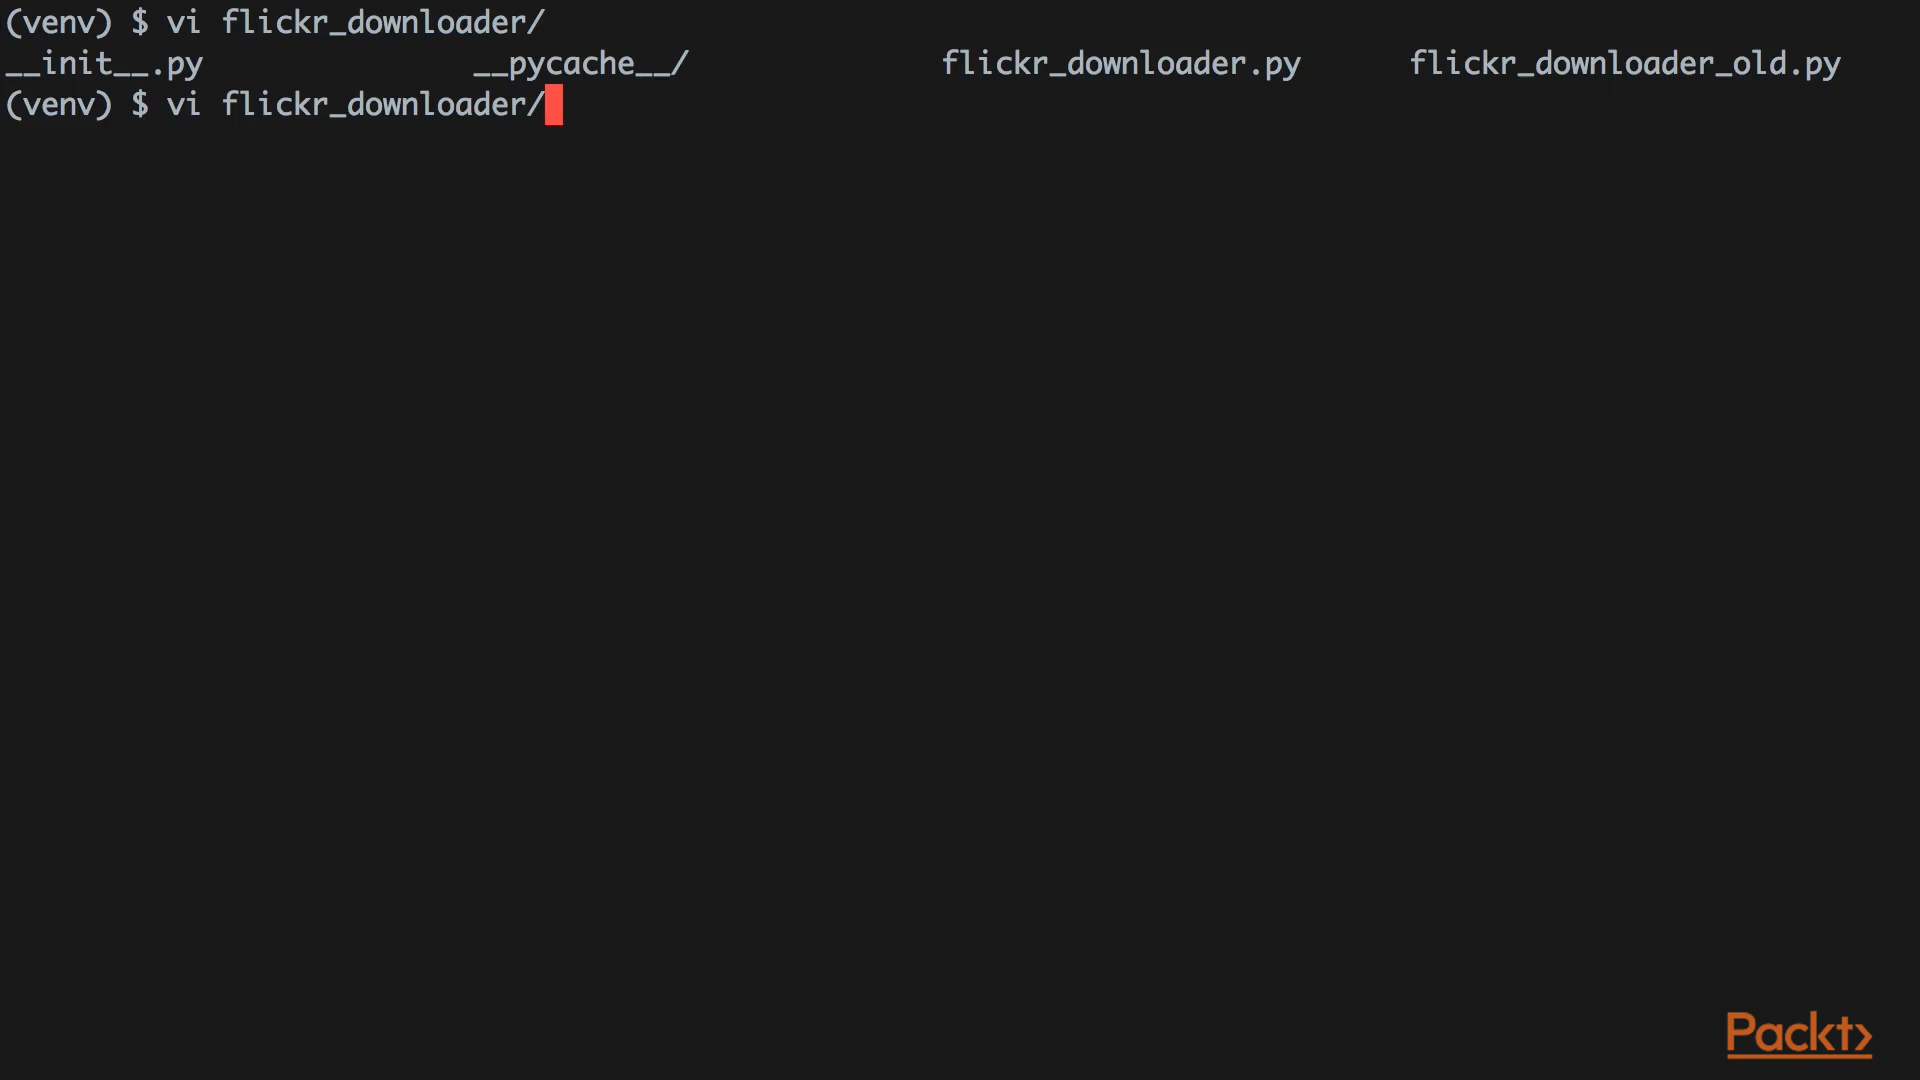 (venv) $ vi flickr_downloader/
__init__.py __pycache__/ flickr_downloader.py flickr_downloader_old.py
(venv) $ vi flickr_downloader/
Packt